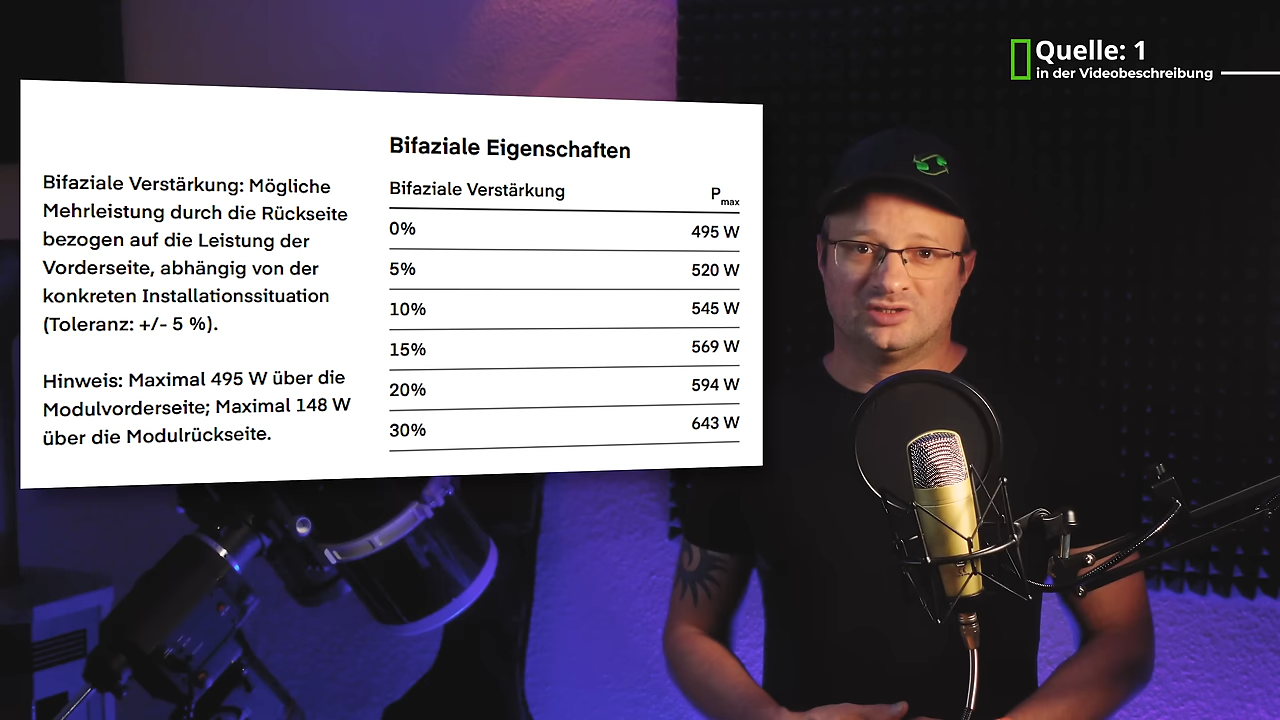 Quelle: 1
in der Videobeschreibung
Bifaziale Verstärkung: Mögliche
Mehrleistung durch die Rückseite
bezogen auf die Leistung der
Vorderseite, abhängig von der
konkreten Installationssituation
(Toleranz: +/- 5 %).
Hinweis: Maximal 495 W über die
Modulvorderseite; Maximal 148 W
über die Modulrückseite.
Bifaziale Eigenschaften
Bifaziale Verstärkung Pmax
0% 495 W
5% 520 W
10% 545 W
15% 569 W
20% 594 W
30% 643 W